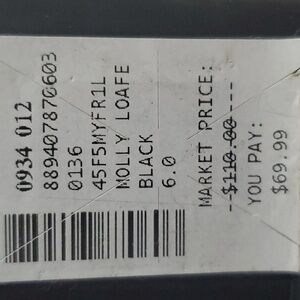 0934 012
889407870603
0136
45F5MYFR1L
MOLLY LOAFE
BLACK
6.0
MARKET PRICE:
--$110.00---
YOU PAY:
$69.99